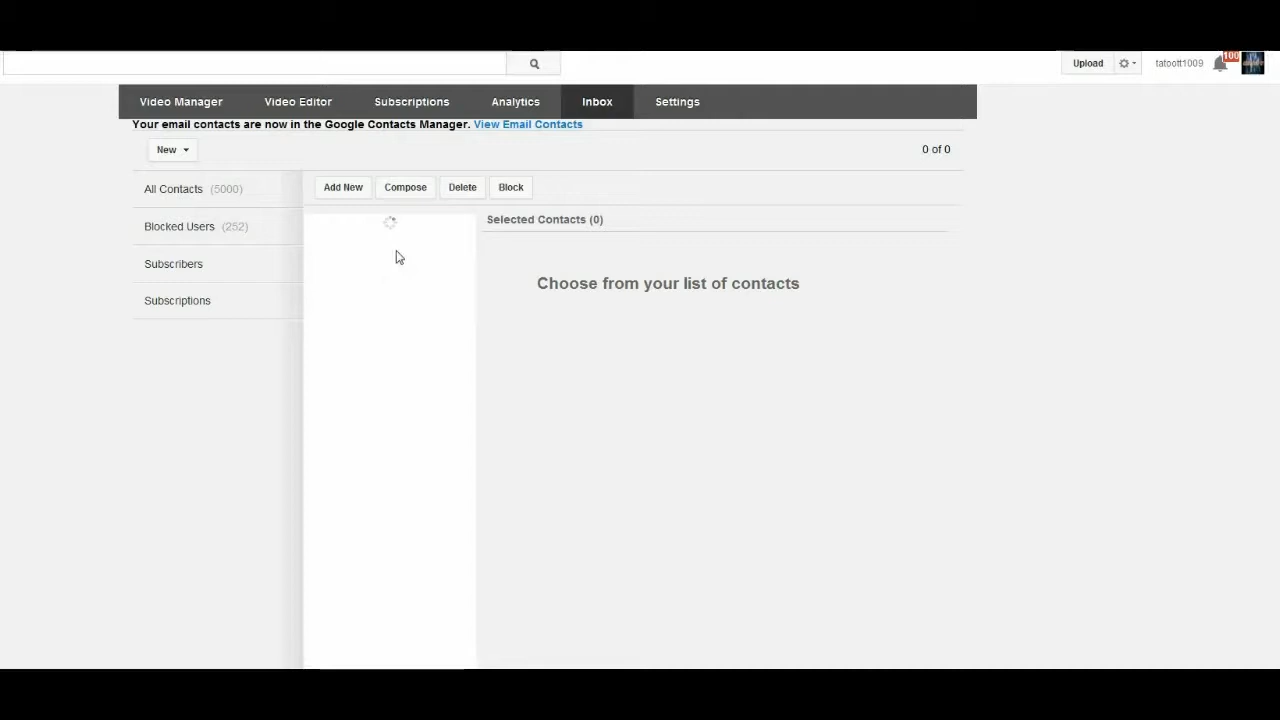 Upload
tatoott1009
100
Video Manager Video Editor Subscriptions Analytics Inbox Settings
Your email contacts are now in the Google Contacts Manager. View Email Contacts
New
0 of 0
All Contacts (5000)
Blocked Users (252)
Subscribers
Subscriptions
Add New Compose Delete Block
Selected Contacts (0)
Choose from your list of contacts